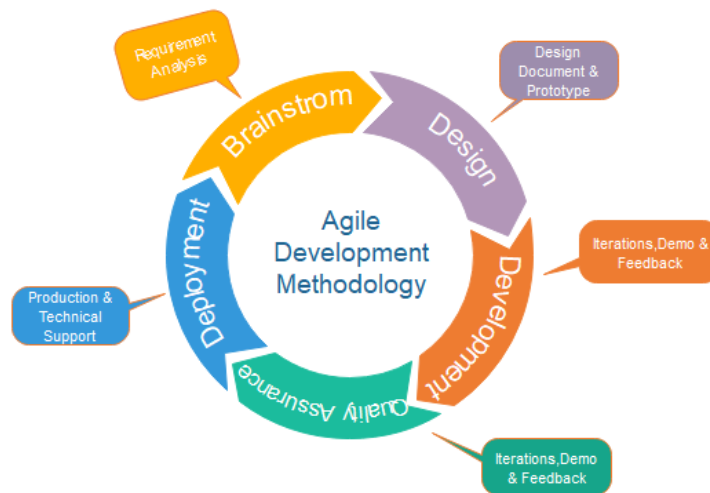 Requirement
Analysis
Brainstrom
Design
Document &
Prototype
Design
Iterations,Demo &
Feedback
Development
Agile
Development
Methodology
Production &
Technical
Support
Deployment
Quality Assurance
Iterations,Demo
& Feedback